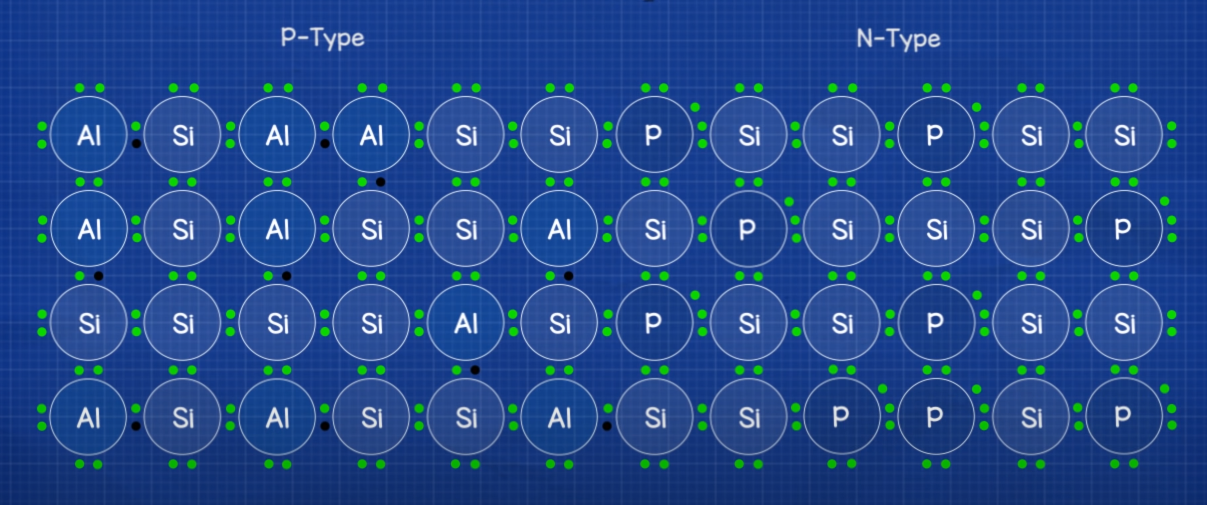 P-Type N-Type
Al Si Al Al Si Si P Si Si P Si Si
Al Si Al Si Si Al Si P Si Si Si P
Si Si Si Si Al Si P Si Si P Si Si
Al Si Al Si Si Al Si Si P P Si P